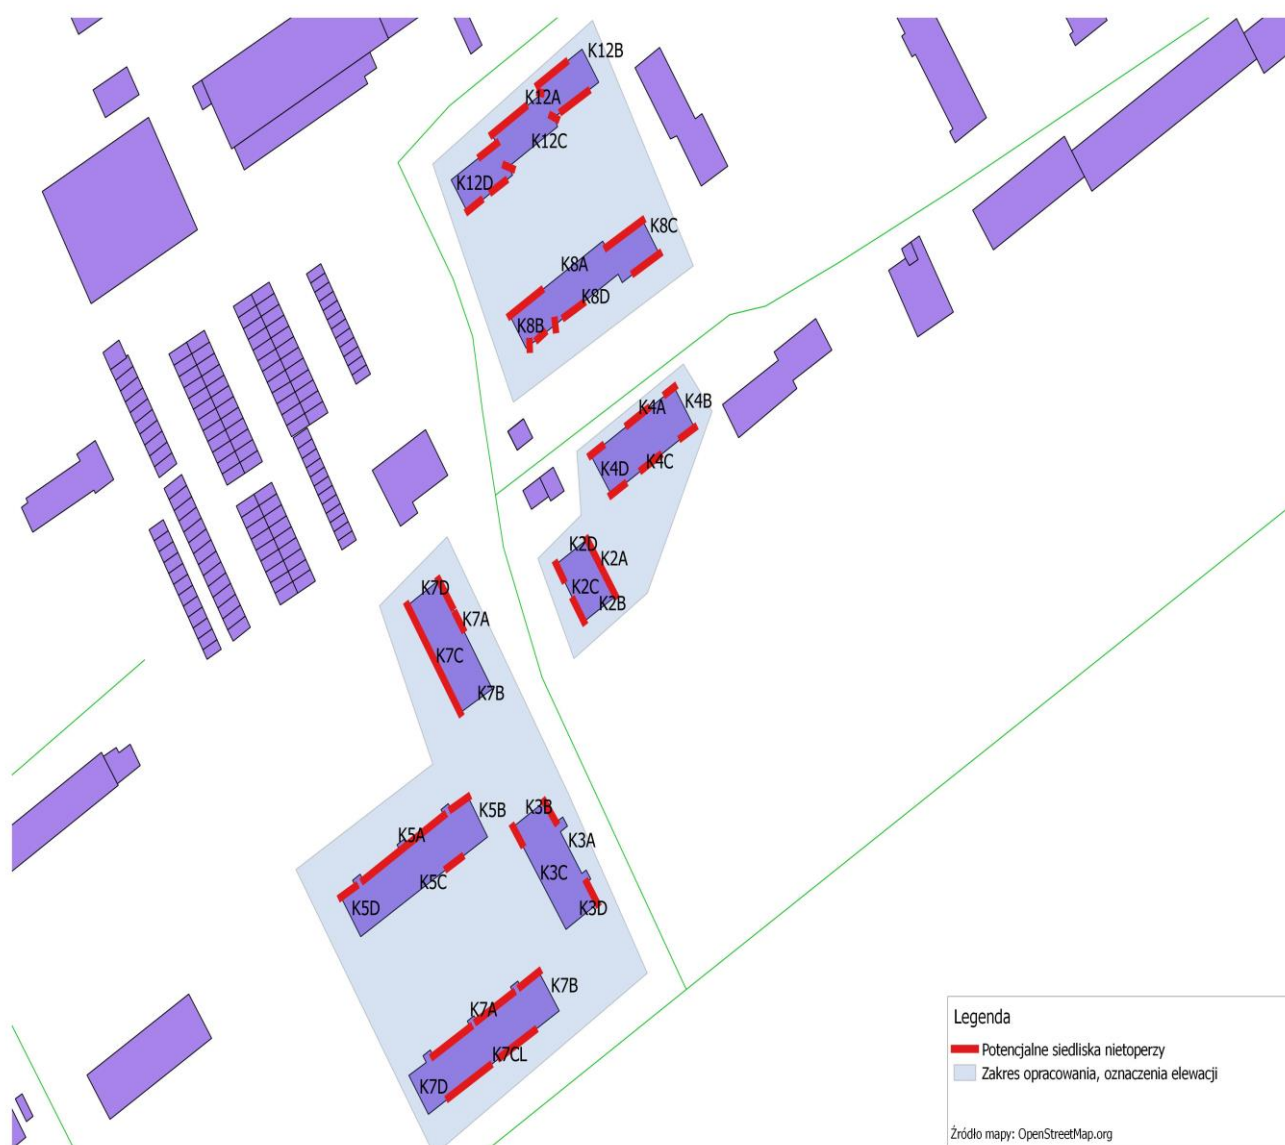 K12B
K12A
K12C
K12D
K8C
K8A
K8D
K8B
K4A
K4B
K4C
K4D
K2D
K2A
K2C
K2B
K7D
K7A
K7C
K7B
K5B
K5A
K5C
K5D
K3B
K3A
K3C
K3D
K7B
K7A
K7CL
K7D
Legenda
Potencjalne siedliska nietoperzy
Zakres opracowania, oznaczenia elewacji
Źródło mapy: OpenStreetMap.org